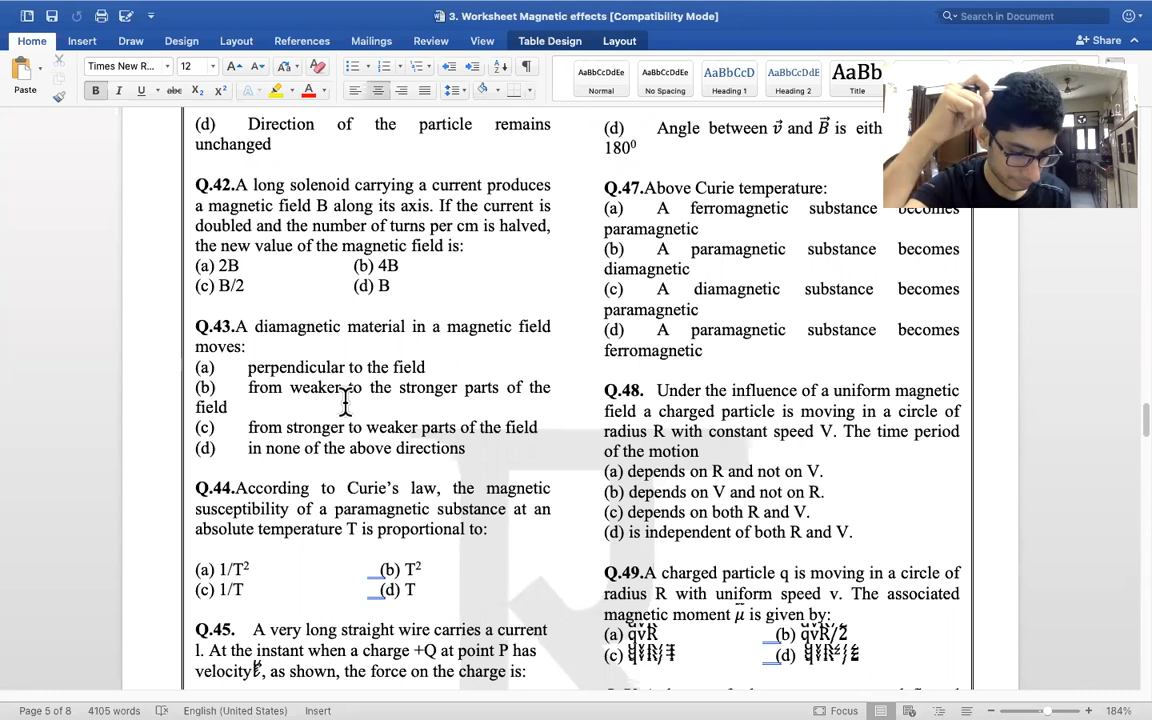 3. Worksheet Magnetic effects [Compatibility Mode]
Search in Document
Home Insert Draw Design Layout References Mailings Review View Table Design Layout
Share
Paste
Times New R... 12
AaBbCcDdEe AaBbCcDdEe AaBbCcD AaBbCcDdE AaBb
Normal No Spacing Heading 1 Heading 2 Title
(d) Direction of the particle remains
unchanged
Q.42.A long solenoid carrying a current produces
a magnetic field B along its axis. If the current is
doubled and the number of turns per cm is halved,
the new value of the magnetic field is:
(a) 2B (b) 4B
(c) B/2 (d) B
Q.43.A diamagnetic material in a magnetic field
moves:
(a) perpendicular to the field
(b) from weaker to the stronger parts of the
field
(c) from stronger to weaker parts of the field
(d) in none of the above directions
Q.44.According to Curie's law, the magnetic
susceptibility of a paramagnetic substance at an
absolute temperature T is proportional to:
(a) 1/T² (b) T²
(c) 1/T (d) T
Q.45. A very long straight wire carries a current
l. At the instant when a charge +Q at point P has
velocity , as shown, the force on the charge is:
(d) Angle between v⃗ and B⃗ is eith
180⁰
Q.47.Above Curie temperature:
(a) A ferromagnetic substance becomes
paramagnetic
(b) A paramagnetic substance becomes
diamagnetic
(c) A diamagnetic substance becomes
paramagnetic
(d) A paramagnetic substance becomes
ferromagnetic
Q.48. Under the influence of a uniform magnetic
field a charged particle is moving in a circle of
radius R with constant speed V. The time period
of the motion
(a) depends on R and not on V.
(b) depends on V and not on R.
(c) depends on both R and V.
(d) is independent of both R and V.
Q.49.A charged particle q is moving in a circle of
radius R with uniform speed v. The associated
magnetic moment μ is given by:
(a) qvR (b) qvR/2
(c) (d)
Page 5 of 8 4105 words English (United States) Insert Focus 184%